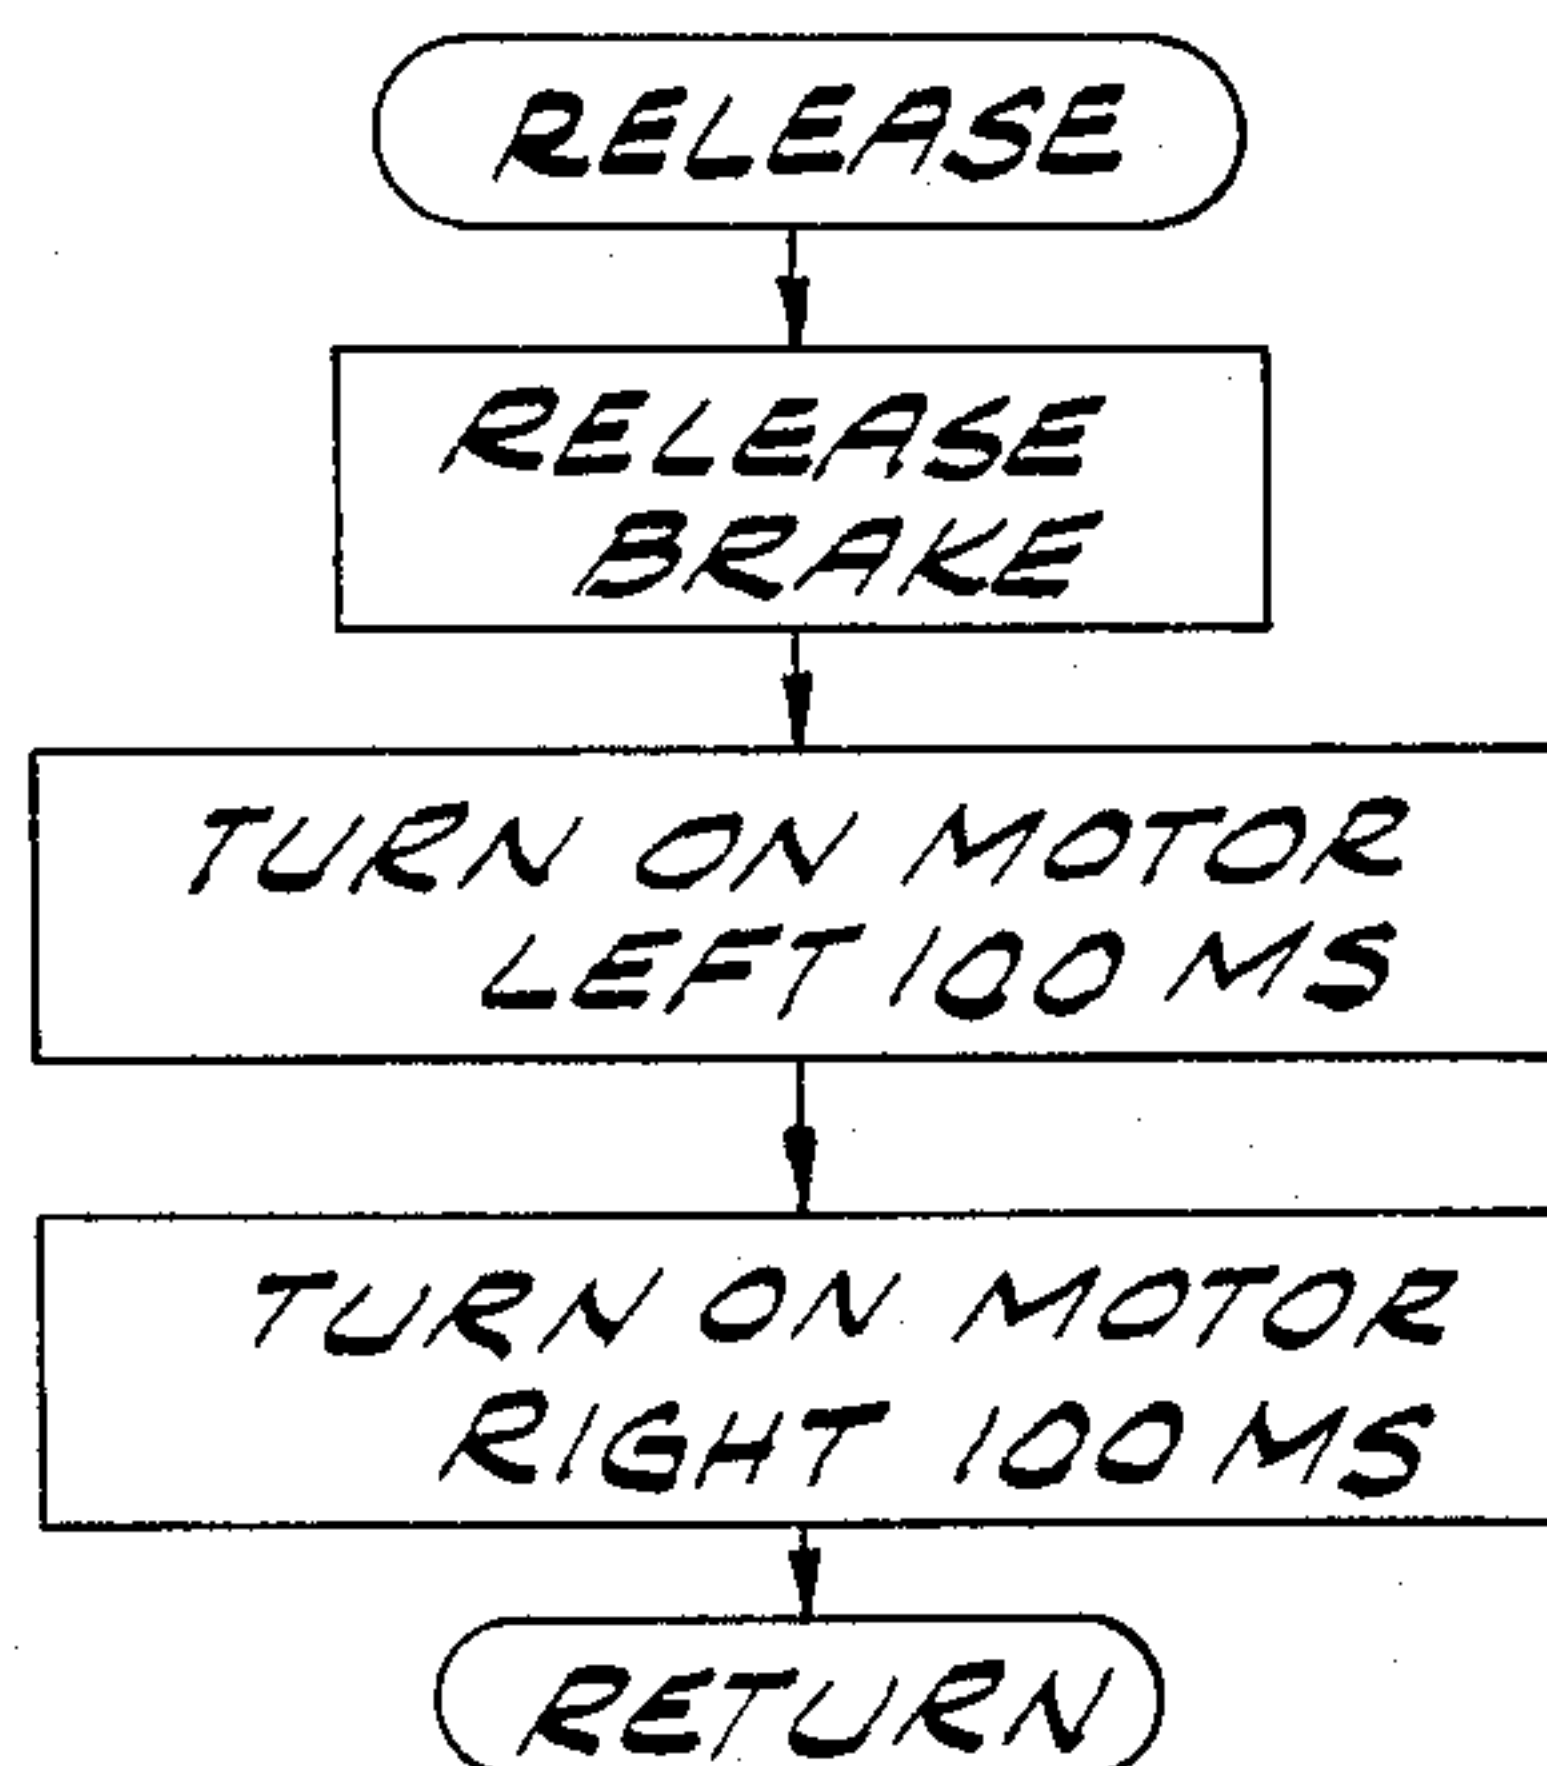 RELEASE
RELEASE
BRAKE
TURN ON MOTOR
LEFT 100 MS
TURN ON MOTOR
RIGHT 100 MS
RETURN